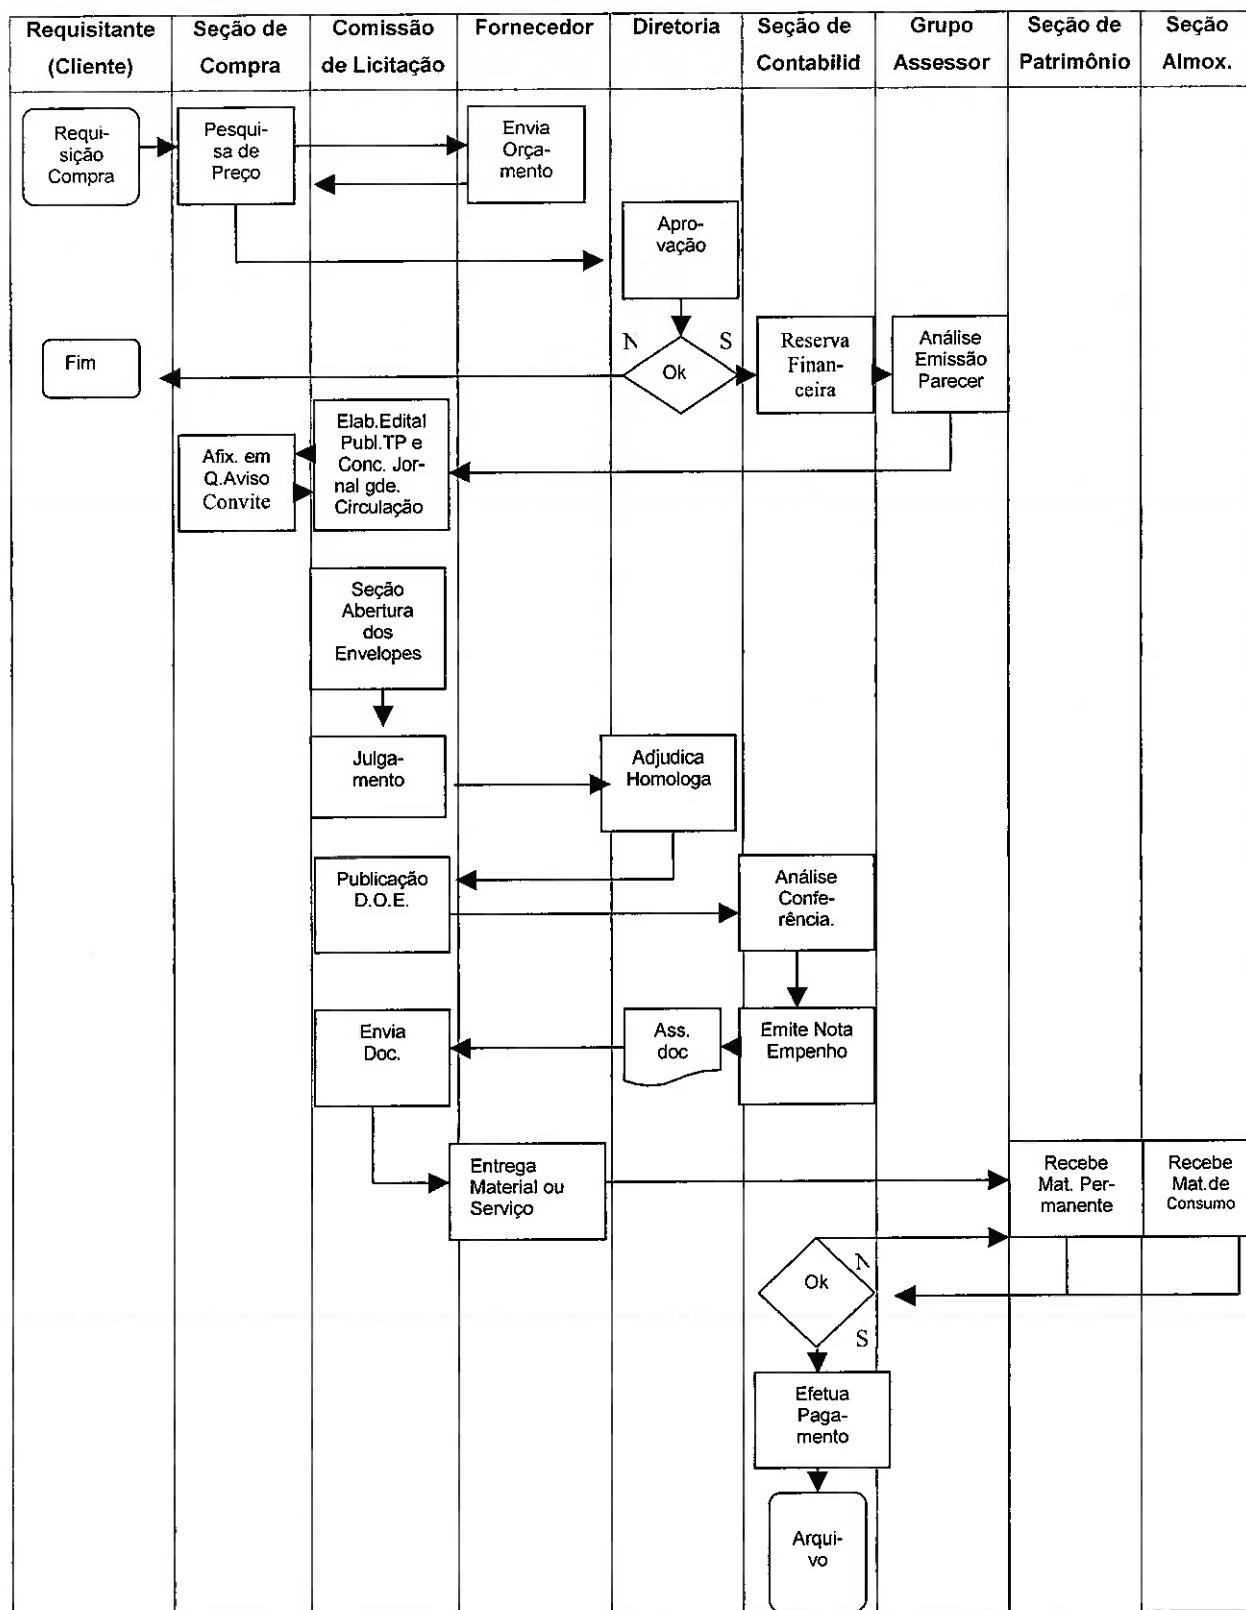 Requisitante
(Cliente)
Seção de
Compra
Comissão
de Licitação
Fornecedor
Diretoria
Seção de
Contabilid
Grupo
Assessor
Seção de
Patrimônio
Seção
Almox.
Requi-
sição
Compra
Pesqui-
sa de
Preço
Envia
Orça-
mento
Apro-
vação
N
S
Ok
Fim
Reserva
Finan-
ceira
Análise
Emissão
Parecer
Afix. em
Q.Aviso
Convite
Elab.Edital
Publ.TP e
Conc. Jor-
nal gde.
Circulação
Seção
Abertura
dos
Envelopes
Julga-
mento
Adjudica
Homologa
Publicação
D.O.E.
Análise
Confe-
rência.
Envia
Doc.
Ass.
doc
Emite Nota
Empenho
Entrega
Material ou
Serviço
Recebe
Mat. Per-
manente
Recebe
Mat.de
Consumo
Ok
N
S
Efetua
Paga-
mento
Arqui-
vo